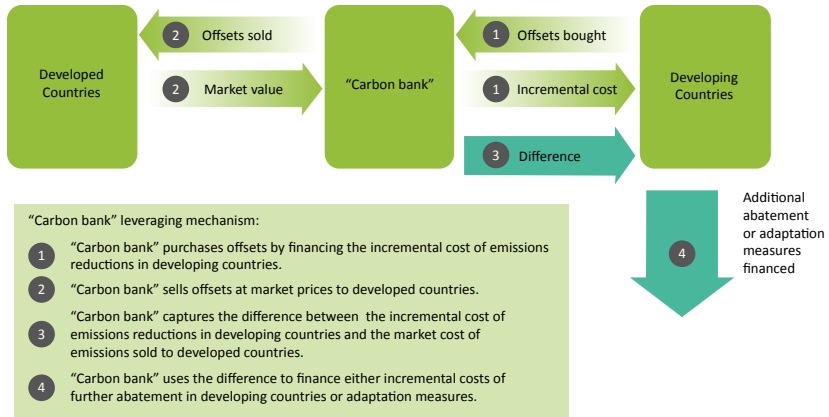 2 Offsets sold
1 Offsets bought
Developed
Countries
"Carbon bank"
Developing
Countries
2 Market value
1 Incremental cost
3 Difference
4
Additional
abatement
or adaptation
measures
financed
"Carbon bank" leveraging mechanism:
1 "Carbon bank" purchases offsets by financing the incremental cost of emissions
reductions in developing countries.
2 "Carbon bank" sells offsets at market prices to developed countries.
3 "Carbon bank" captures the difference between the incremental cost of
emissions reductions in developing countries and the market cost of
emissions sold to developed countries.
4 "Carbon bank" uses the difference to finance either incremental costs of
further abatement in developing countries or adaptation measures.